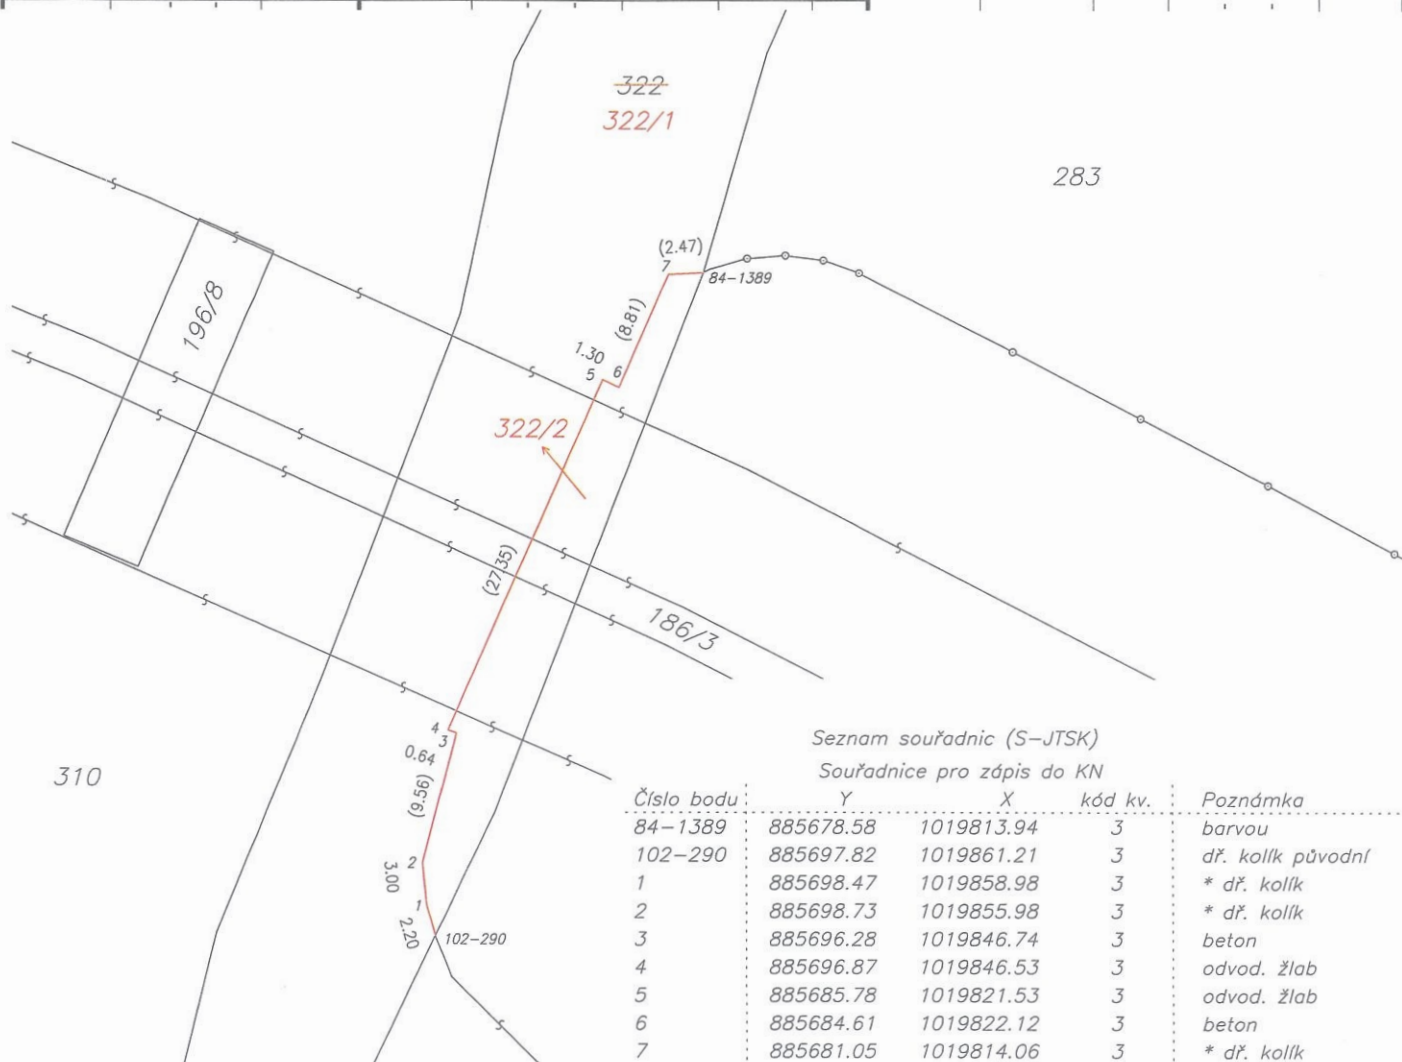 322
322/1
283
(2.47)
7
84-1389
196/8
(8.81)
1.30
5
6
322/2
(27.35)
186/3
4
3
0.64
310
(9.56)
2
3.00
1
2.20
102-290
Seznam souřadnic (S-JTSK)
Souřadnice pro zápis do KN
Číslo bodu Y X kód kv. Poznámka
84-1389 885678.58 1019813.94 3 barvou
102-290 885697.82 1019861.21 3 dř. kolík původní
1 885698.47 1019858.98 3 * dř. kolík
2 885698.73 1019855.98 3 * dř. kolík
3 885696.28 1019846.74 3 beton
4 885696.87 1019846.53 3 odvod. žlab
5 885685.78 1019821.53 3 odvod. žlab
6 885684.61 1019822.12 3 beton
7 885681.05 1019814.06 3 * dř. kolík